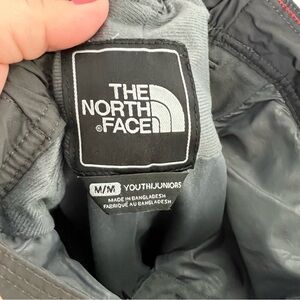 THE
NORTH
FACE
M/M YOUTH/JUNIORS
MADE IN BANGLADESH
FABRIQUÉ AU BANGLADESH